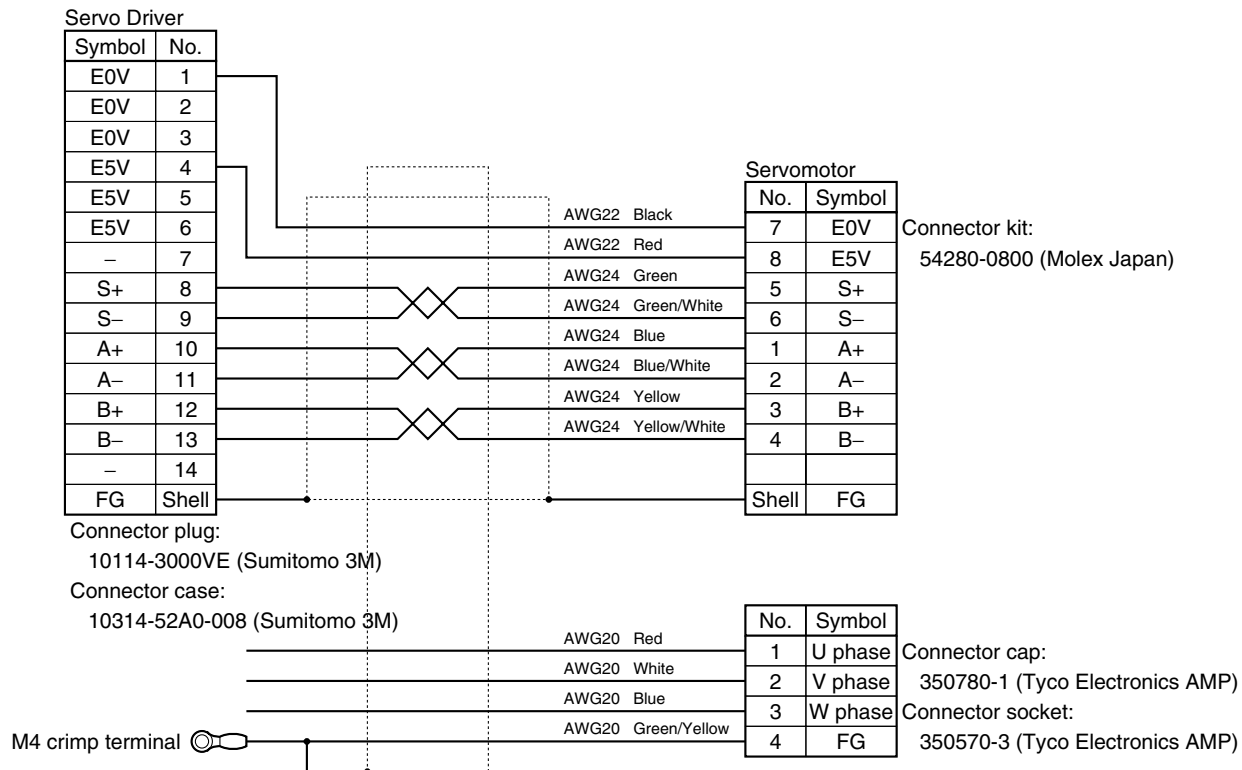 Servo Driver
Symbol No.
E0V 1
E0V 2
E0V 3
E5V 4
E5V 5
E5V 6
– 7
S+ 8
S– 9
A+ 10
A– 11
B+ 12
B– 13
– 14
FG Shell
Connector plug:
10114-3000VE (Sumitomo 3M)
Connector case:
10314-52A0-008 (Sumitomo 3M)
AWG22 Black
AWG22 Red
AWG24 Green
AWG24 Green/White
AWG24 Blue
AWG24 Blue/White
AWG24 Yellow
AWG24 Yellow/White
Servomotor
No. Symbol
7 E0V
8 E5V
5 S+
6 S–
1 A+
2 A–
3 B+
4 B–
Shell FG
Connector kit:
54280-0800 (Molex Japan)
M4 crimp terminal
AWG20 Red
AWG20 White
AWG20 Blue
AWG20 Green/Yellow
No. Symbol
1 U phase
2 V phase
3 W phase
4 FG
Connector cap:
350780-1 (Tyco Electronics AMP)
Connector socket:
350570-3 (Tyco Electronics AMP)